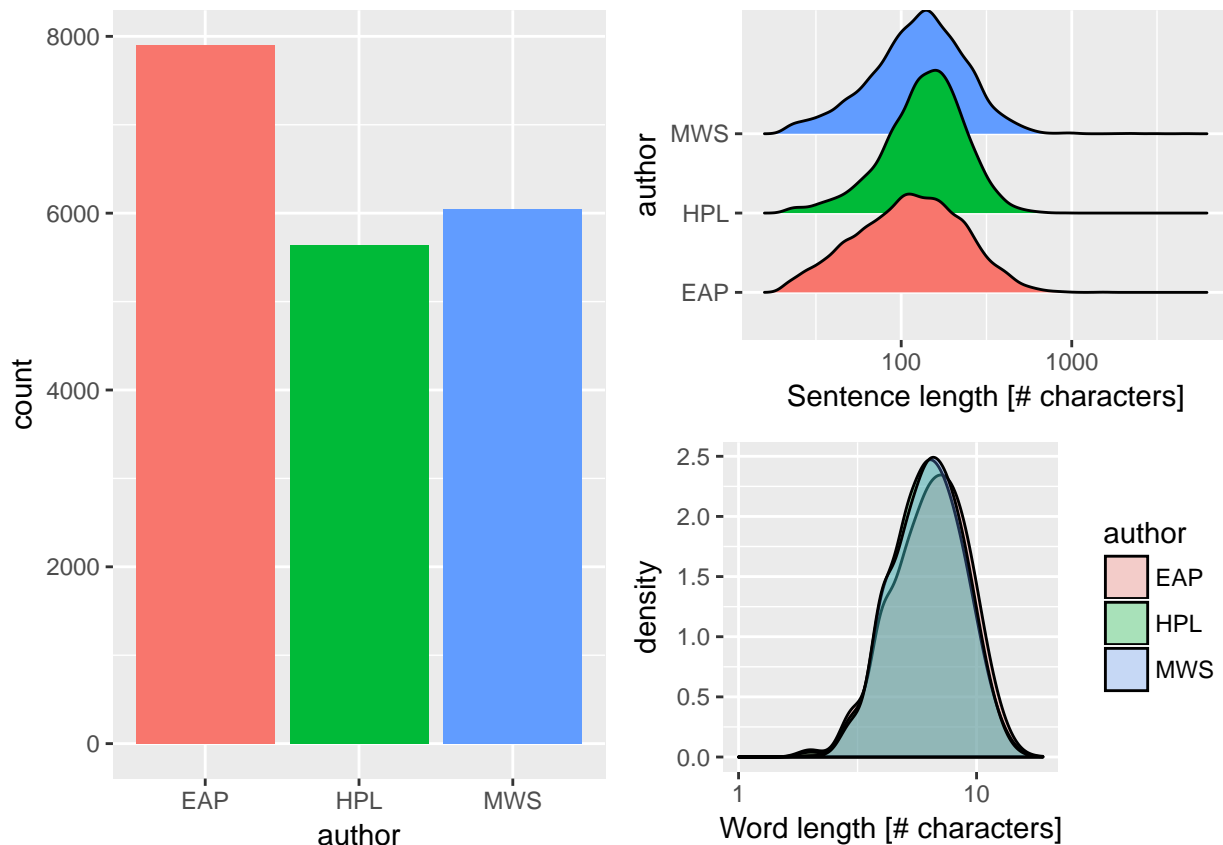 8000
6000
4000
2000
0
count
EAP
HPL
MWS
author
MWS
HPL
EAP
author
100
1000
Sentence length [# characters]
2.5
2.0
1.5
1.0
0.5
0.0
density
1
10
Word length [# characters]
author
EAP
HPL
MWS